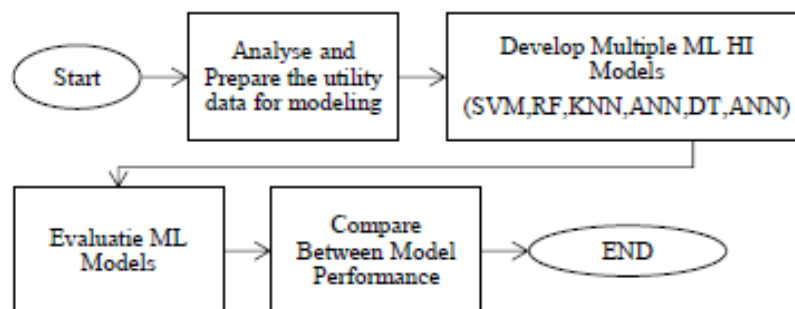 Start
Analyse and
Prepare the utility
data for modeling
Develop Multiple ML HI
Models
(SVM,RF,KNN,ANN,DT,ANN)
Evaluatie ML
Models
Compare
Between Model
Performance
END